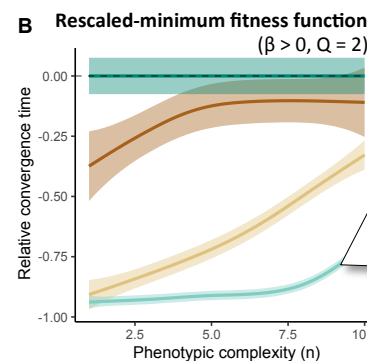 B Rescaled-minimum fitness function
(β > 0, Q = 2)
Relative convergence time
0.00
-0.25
-0.50
-0.75
-1.00
2.5 5.0 7.5 10
Phenotypic complexity (n)